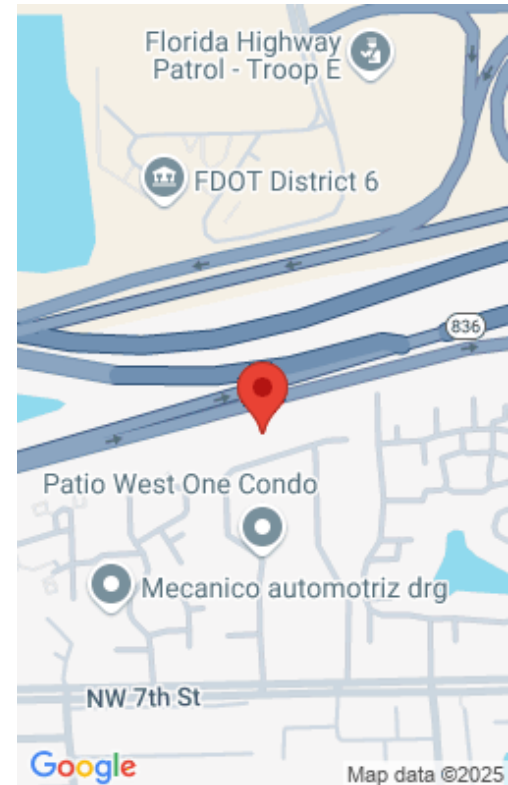 Florida Highway
Patrol - Troop E
FDOT District 6
836
Patio West One Condo
Mecanico automotriz drg
NW 7th St
Google
Map data ©2025